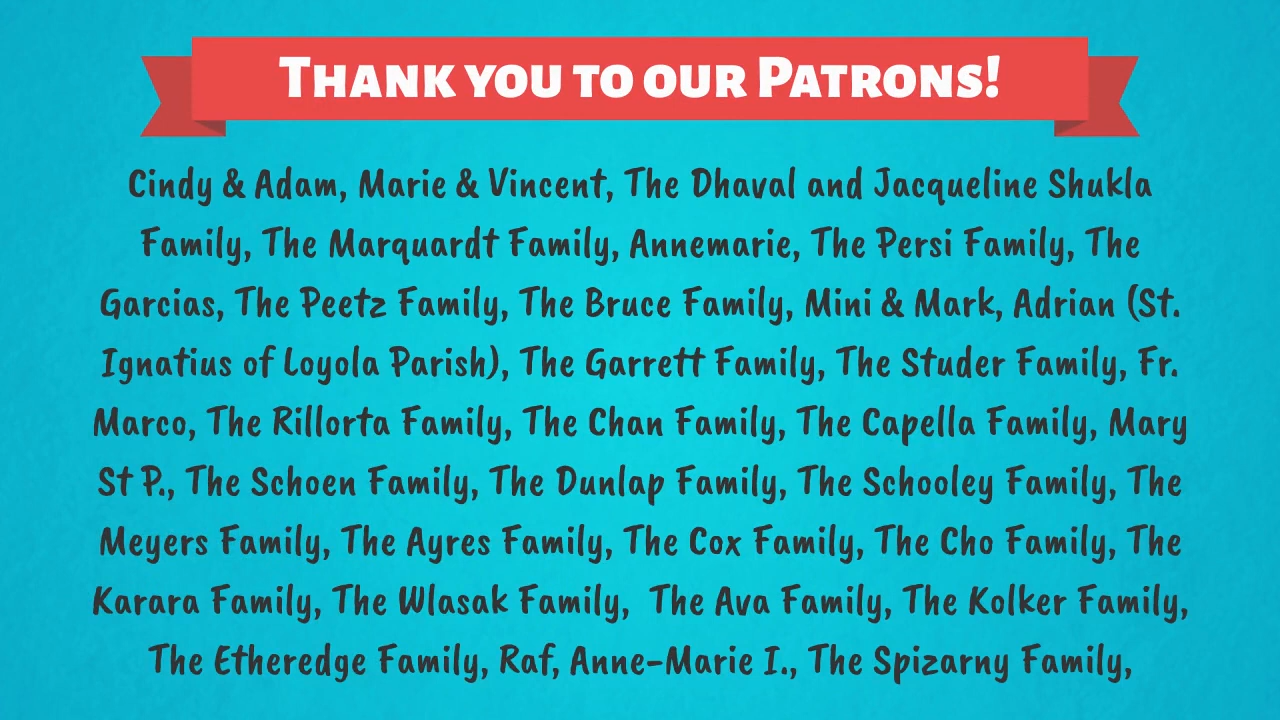 Thank you to our Patrons!
Cindy & Adam, Marie & Vincent, The Dhaval and Jacqueline Shukla
Family, The Marquardt Family, Annemarie, The Persi Family, The
Garcias, The Peetz Family, The Bruce Family, Mini & Mark, Adrian (St.
Ignatius of Loyola Parish), The Garrett Family, The Studer Family, Fr.
Marco, The Rillorta Family, The Chan Family, The Capella Family, Mary
St P., The Schoen Family, The Dunlap Family, The Schooley Family, The
Meyers Family, The Ayres Family, The Cox Family, The Cho Family, The
Karara Family, The Wlasak Family,  The Ava Family, The Kolker Family,
The Etheredge Family, Raf, Anne-Marie I., The Spizarny Family,